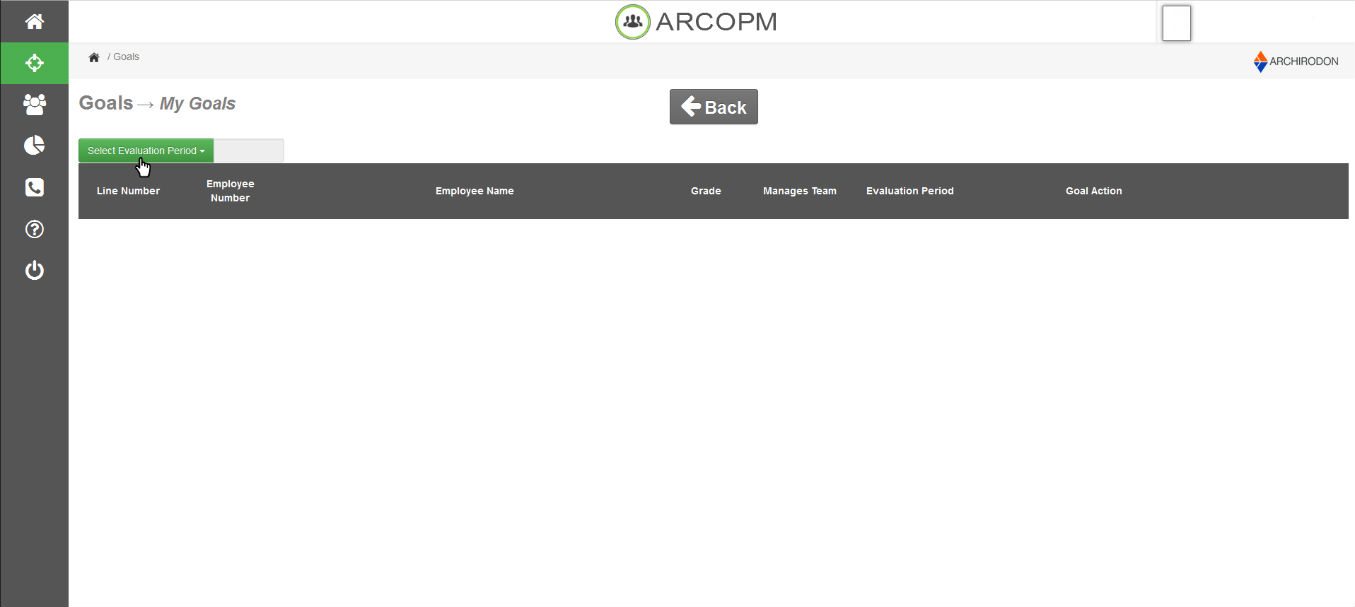 ARCOPM
/ Goals
ARCHIRODON
Goals → My Goals
Back
Select Evaluation Period
Line Number
Employee
Number
Employee Name
Grade
Manages Team
Evaluation Period
Goal Action